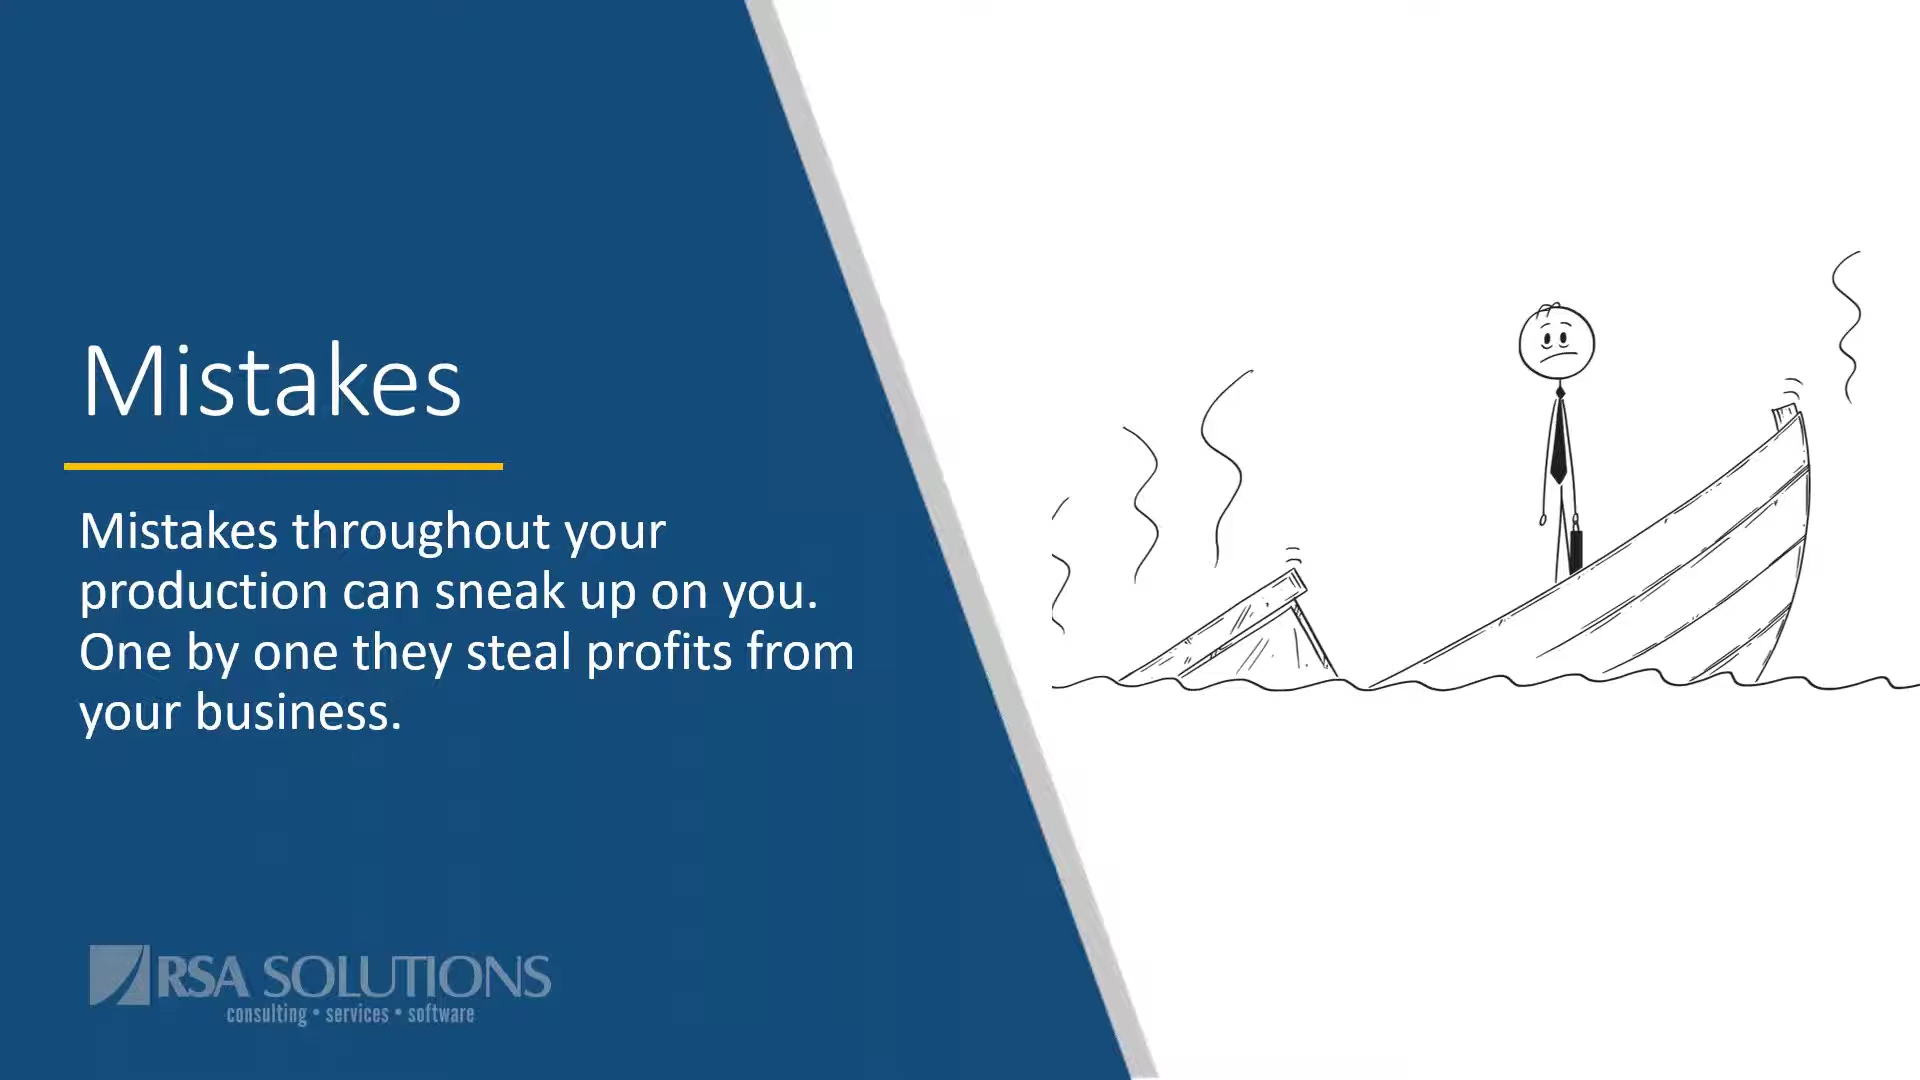 Mistakes
Mistakes throughout your
production can sneak up on you.
One by one they steal profits from
your business.
RSA SOLUTIONS
consulting • services • software